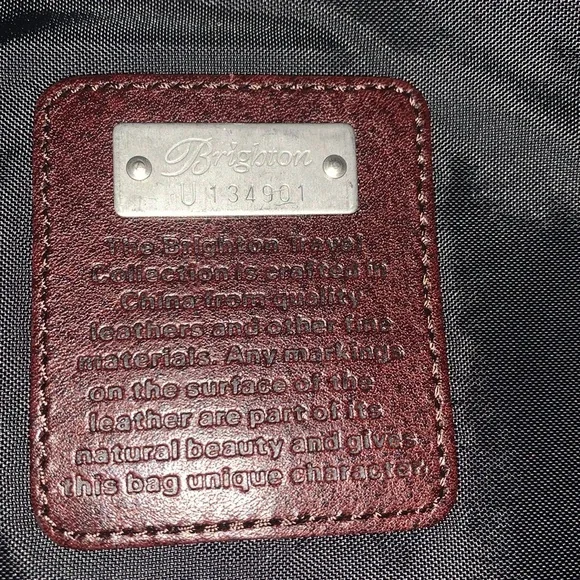 Brighton
U 134901
The Brighton Travel
Collection is crafted in
China from quality
leathers and other fine
materials. Any markings
on the surface of the
leather are part of its
natural beauty and gives
this bag unique character.